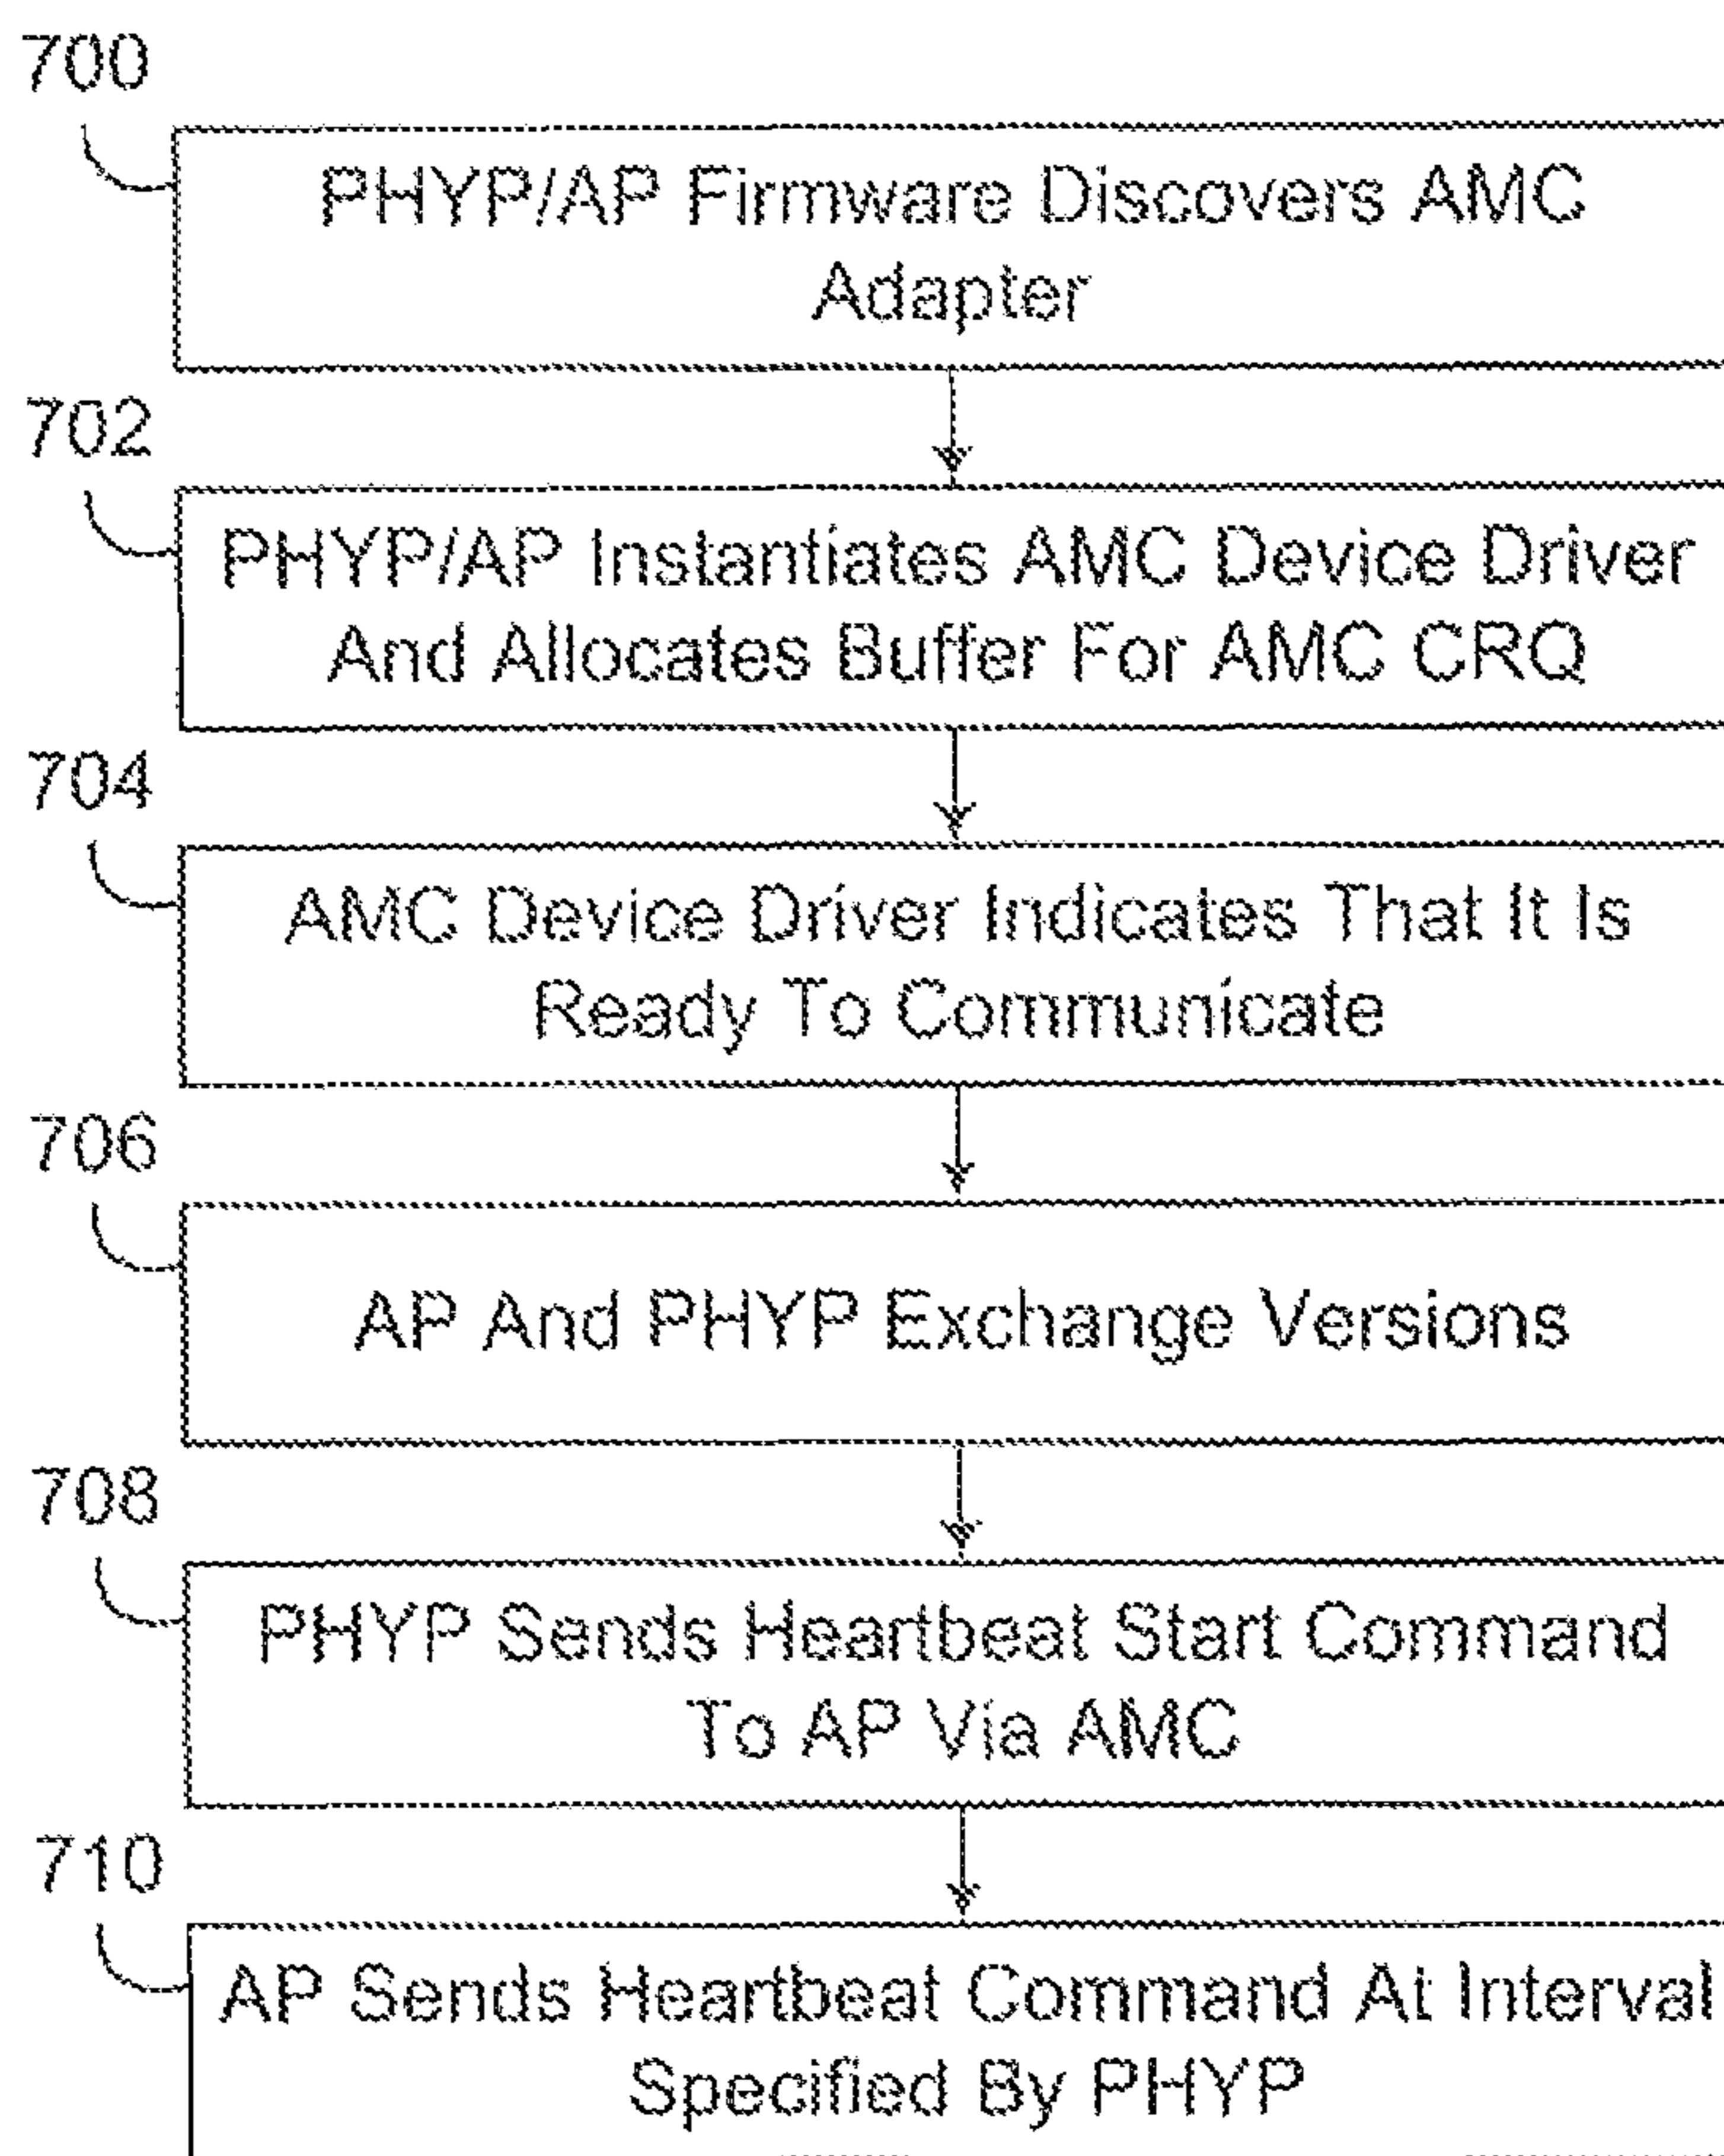 700
PHYP/AP Firmware Discovers AMC
Adapter
702
PHYP/AP Instantiates AMC Device Driver
And Allocates Buffer For AMC CRQ
704
AMC Device Driver Indicates That It Is
Ready To Communicate
706
AP And PHYP Exchange Versions
708
PHYP Sends Heartbeat Start Command
To AP Via AMC
710
AP Sends Heartbeat Command At Interval
Specified By PHYP